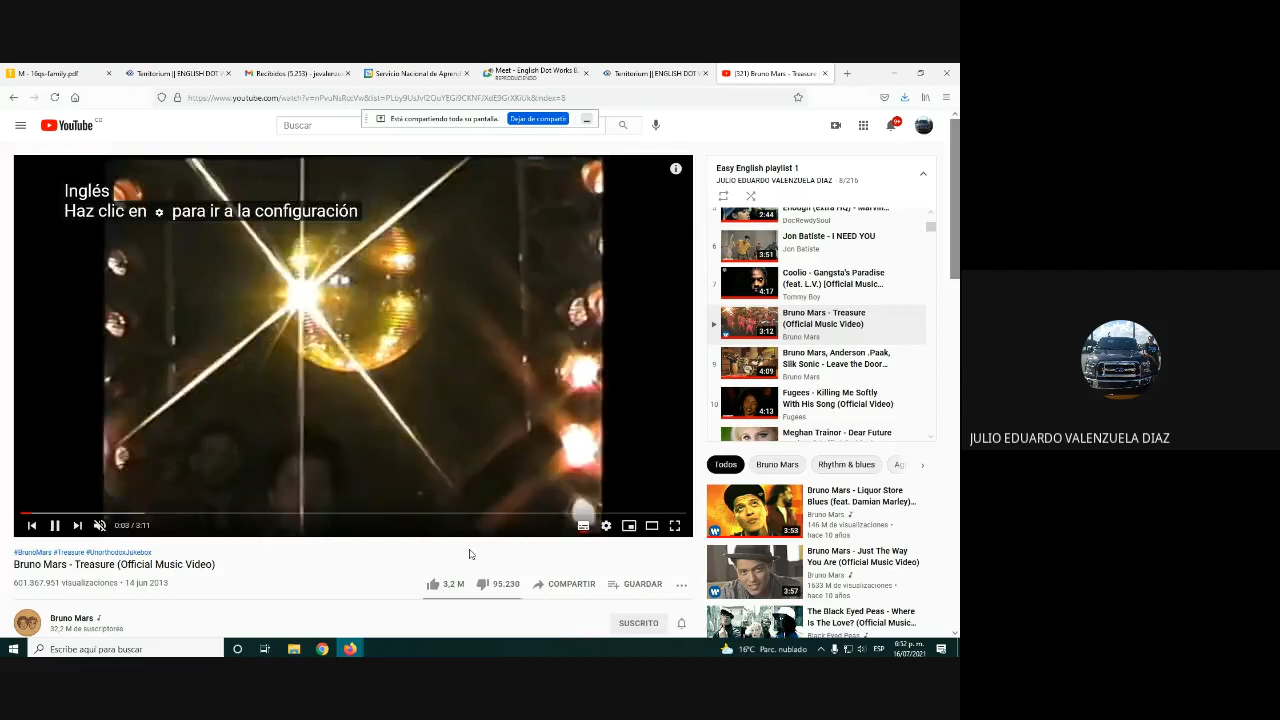 M - 16qs-family.pdf
Territorium || ENGLISH DOT W
Recibidos (5.253) - jevalenzu
Servicio Nacional de Aprend
Meet - English Dot Works B
REPRODUCIENDO
Territorium || ENGLISH DOT W
(321) Bruno Mars - Treasure
YouTube CO
Buscar
Está compartiendo toda su pantalla.
Dejar de compartir
9+
Inglés
Haz clic en para ir a la configuración
0:03 / 3:11
#BrunoMars #Treasure #UnorthodoxJukebox
Bruno Mars - Treasure (Official Music Video)
601.367.951 visualizaciones • 14 jun 2013
3,2 M
95.230
COMPARTIR
GUARDAR
Bruno Mars
32,2 M de suscriptores
SUSCRITO
Easy English playlist 1
JULIO EDUARDO VALENZUELA DIAZ - 8/216
2:44
Enough (extra HQ) - Marvin
DocRewdySoul
6
3:51
Jon Batiste - I NEED YOU
Jon Batiste
7
4:17
Coolio - Gangsta's Paradise
(feat. L.V.) [Official Music...
Tommy Boy
3:12
Bruno Mars - Treasure
(Official Music Video)
Bruno Mars
9
4:09
Bruno Mars, Anderson .Paak,
Silk Sonic - Leave the Door...
Bruno Mars
10
4:13
Fugees - Killing Me Softly
With His Song (Official Video)
Fugees
Meghan Trainor - Dear Future
Todos
Bruno Mars
Rhythm & blues
3:53
Bruno Mars - Liquor Store
Blues (feat. Damian Marley)...
Bruno Mars
146 M de visualizaciones •
hace 10 años
3:57
Bruno Mars - Just The Way
You Are (Official Video)
Bruno Mars
1633 M de visualizaciones •
hace 10 años
The Black Eyed Peas - Where
Is The Love? (Official Music...
Black Eyed Peas
Escribe aquí para buscar
16°C Parc. nublado
ESP
6:52 p. m.
16/07/2021
JULIO EDUARDO VALENZUELA DIAZ